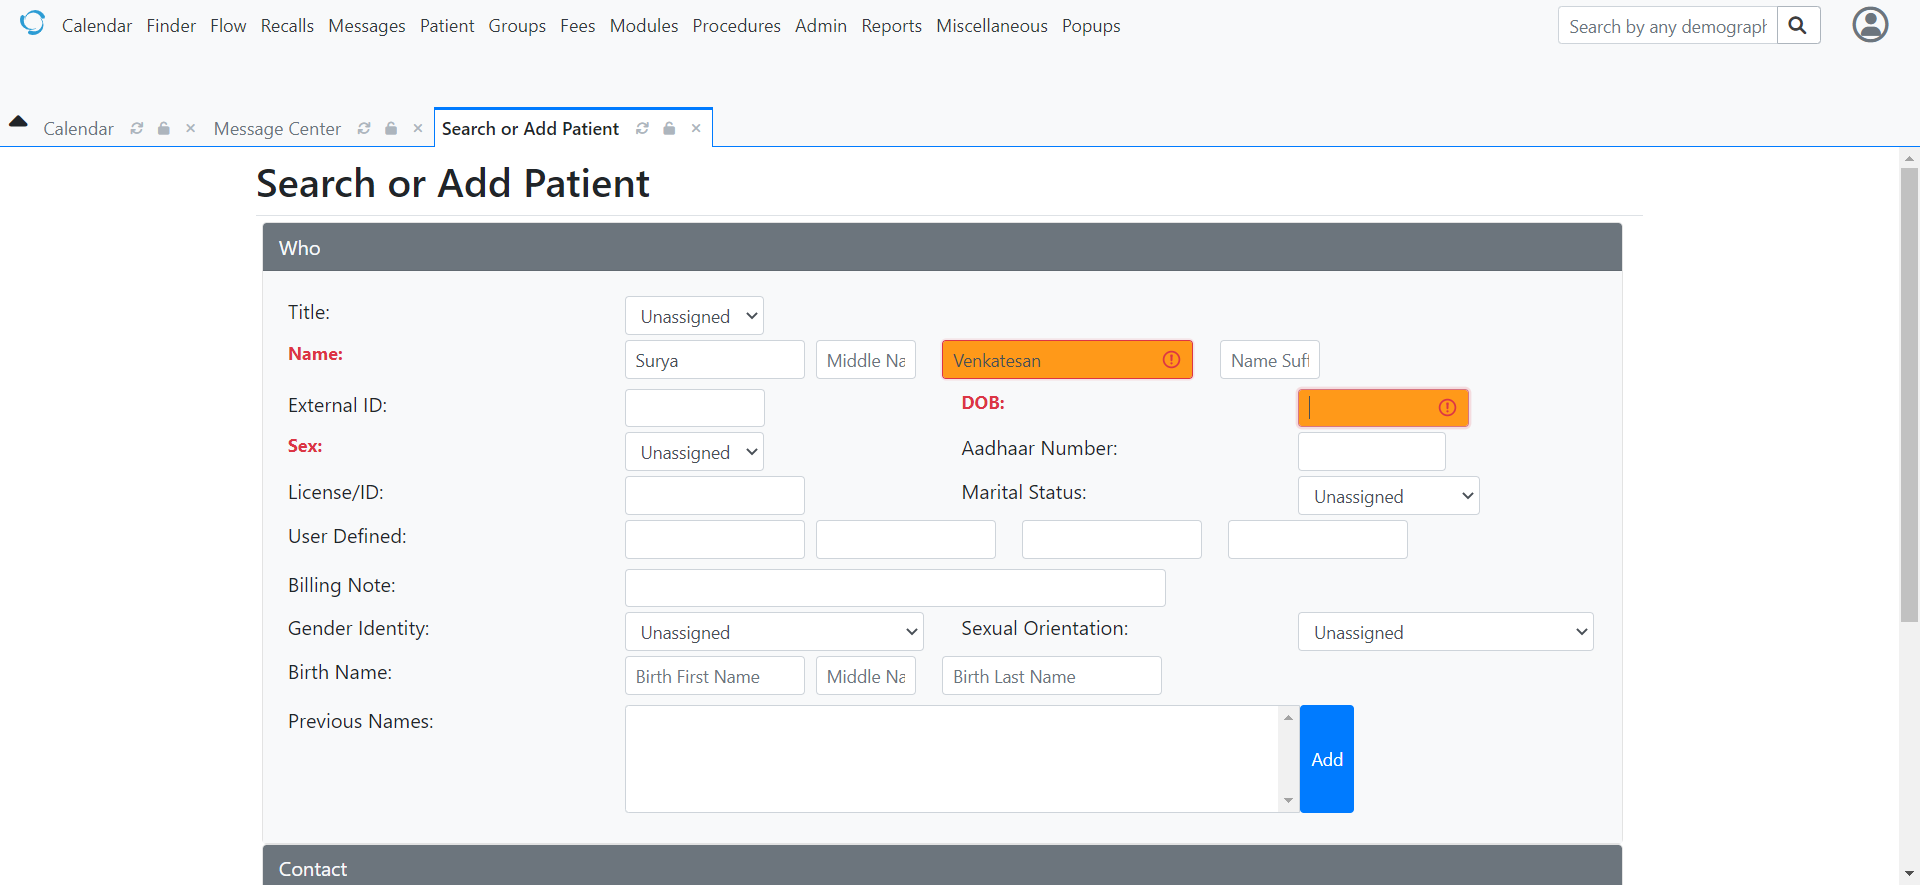 Calendar Finder Flow Recalls Messages Patient Groups Fees Modules Procedures Admin Reports Miscellaneous Popups
Search by any demograph
Calendar Message Center Search or Add Patient
Search or Add Patient
Who
Title: Unassigned
Name: Surya Middle Na Venkatesan Name Suff
External ID: DOB:
Sex: Unassigned Aadhaar Number:
License/ID: Marital Status: Unassigned
User Defined:
Billing Note:
Gender Identity: Unassigned Sexual Orientation: Unassigned
Birth Name: Birth First Name Middle Na Birth Last Name
Previous Names: Add
Contact